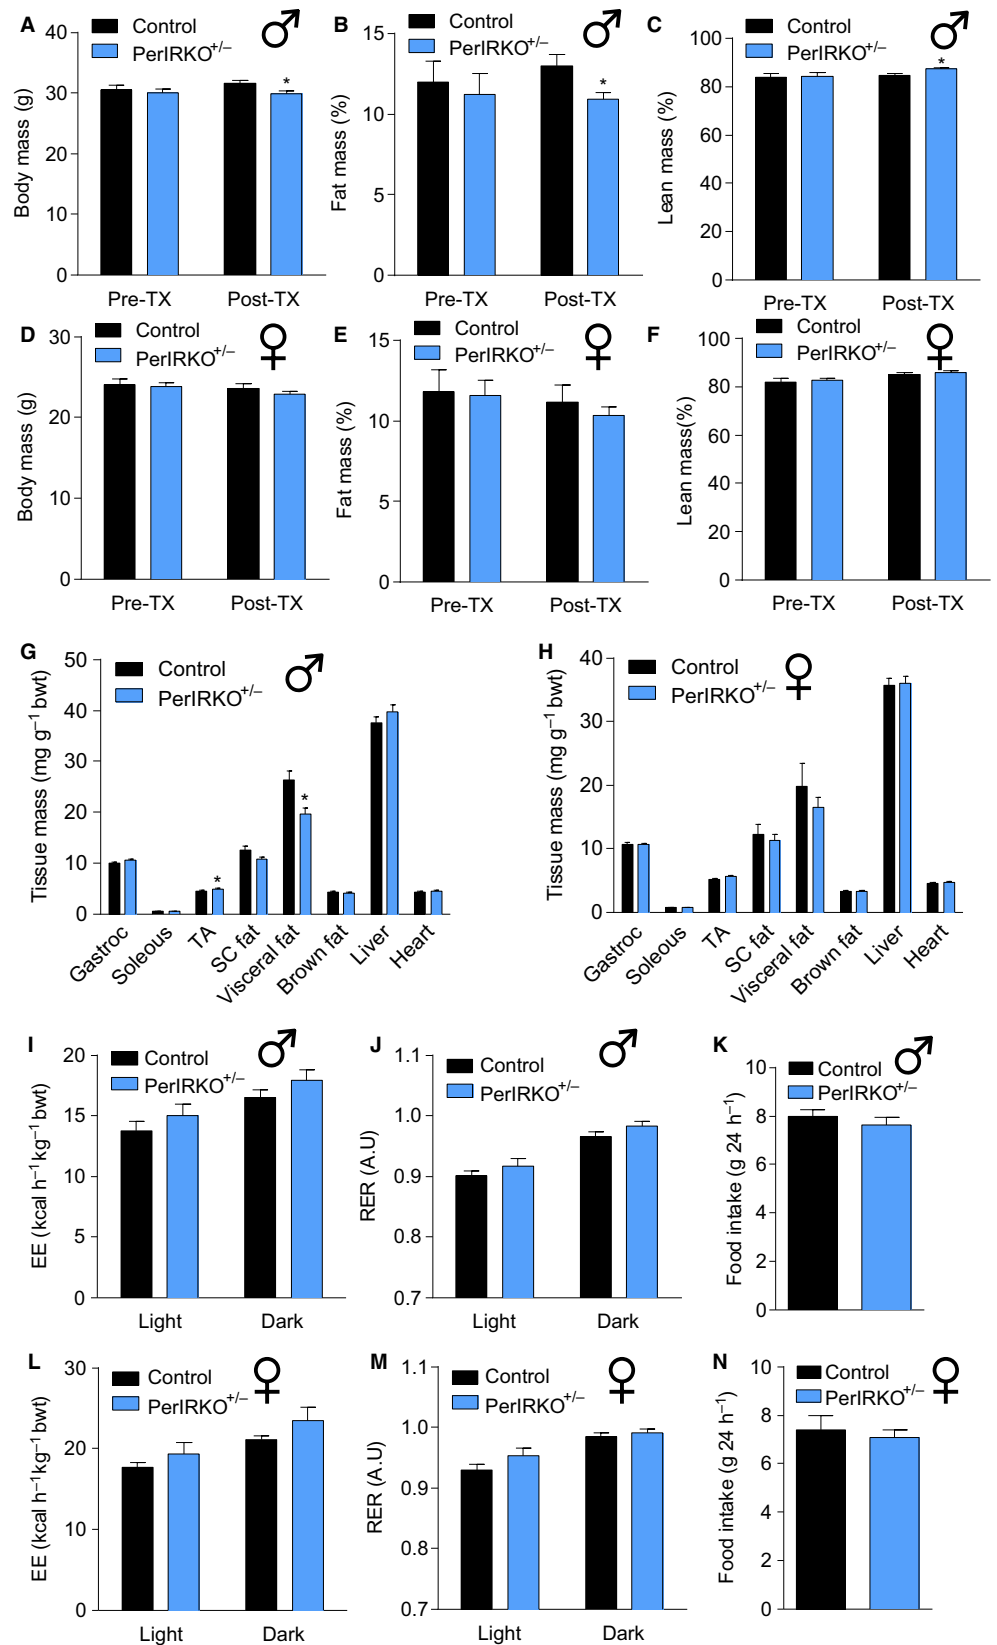 A
Control
PerIRKO+/–
♂
Body mass (g)
40
30
20
10
0
Pre-TX
Post-TX
*
B
Control
PerIRKO+/–
♂
Fat mass (%)
15
10
5
0
Pre-TX
Post-TX
*
C
Control
PerIRKO+/–
♂
Lean mass (%)
100
80
60
40
20
0
Pre-TX
Post-TX
*
D
Control
PerIRKO+/–
♀
Body mass (g)
30
20
10
0
Pre-TX
Post-TX
E
Control
PerIRKO+/–
♀
Fat mass (%)
15
10
5
0
Pre-TX
Post-TX
F
Control
PerIRKO+/–
♀
Lean mass(%)
100
80
60
40
20
0
Pre-TX
Post-TX
G
Control
PerIRKO+/–
♂
Tissue mass (mg g–1 bwt)
50
40
30
20
10
0
*
*
Gastroc
Soleous
TA
SC fat
Visceral fat
Brown fat
Liver
Heart
H
Control
PerIRKO+/–
♀
Tissue mass (mg g–1 bwt)
40
30
20
10
0
Gastroc
Soleous
TA
SC fat
Visceral fat
Brown fat
Liver
Heart
I
Control
PerIRKO+/–
♂
EE (kcal h–1 kg–1 bwt)
20
15
10
5
0
Light
Dark
J
Control
PerIRKO+/–
♂
RER (A.U)
1.1
1.0
0.9
0.8
0.7
Light
Dark
K
Control
PerIRKO+/–
♂
Food intake (g 24 h–1)
10
8
6
4
2
0
L
Control
PerIRKO+/–
♀
EE (kcal h–1kg–1 bwt)
30
20
10
0
Light
Dark
M
Control
PerIRKO+/–
♀
RER (A.U)
1.1
1.0
0.9
0.8
0.7
Light
Dark
N
Control
PerIRKO+/–
♀
Food intake (g 24 h–1)
10
8
6
4
2
0